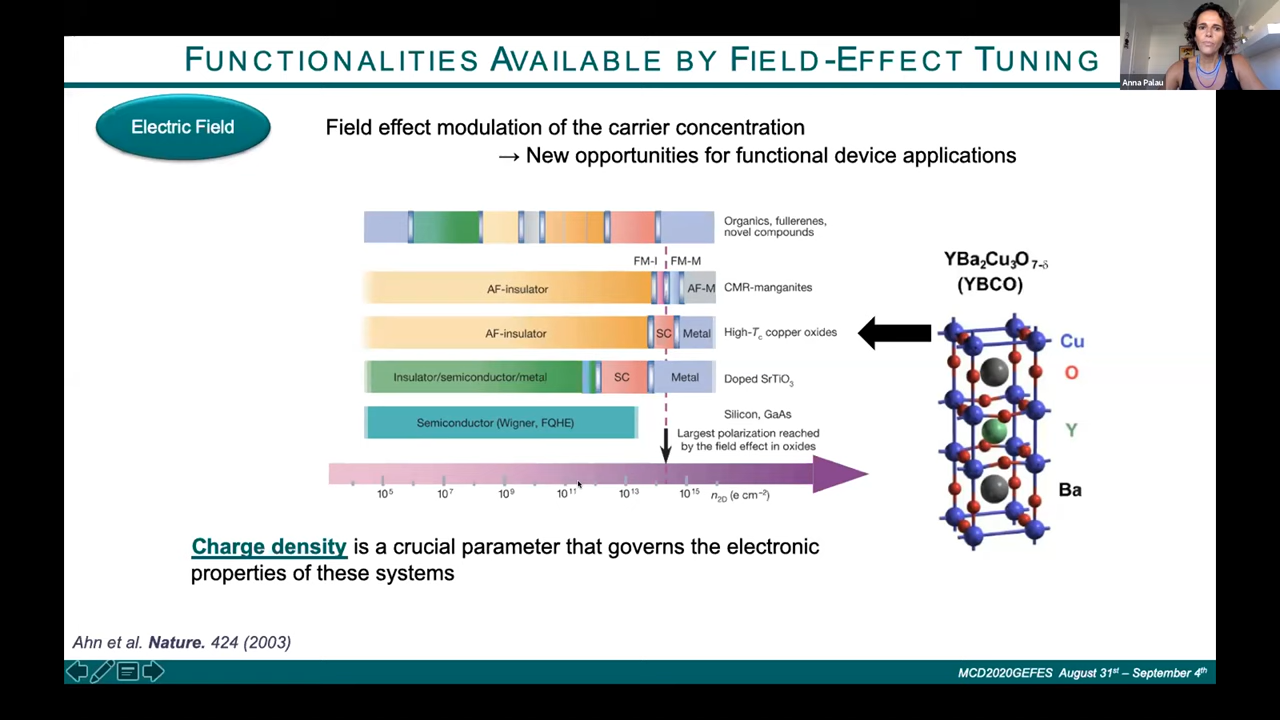 FUNCTIONALITIES AVAILABLE BY FIELD-EFFECT TUNING
Anna Palau
Electric Field
Field effect modulation of the carrier concentration
→ New opportunities for functional device applications
Organics, fullerenes,
novel compounds
FM-I FM-M
AF-insulator
AF-M
CMR-manganites
AF-insulator
SC
Metal
High-Tc copper oxides
Insulator/semiconductor/metal
SC
Metal
Doped SrTiO3
Semiconductor (Wigner, FQHE)
Silicon, GaAs
Largest polarization reached
by the field effect in oxides
10^5 10^7 10^9 10^11 10^13 10^15 n2D (e cm^-2)
YBa2Cu3O7-δ
(YBCO)
Cu
O
Y
Ba
Charge density is a crucial parameter that governs the electronic
properties of these systems
Ahn et al. Nature. 424 (2003)
MCD2020GEFES August 31st – September 4th